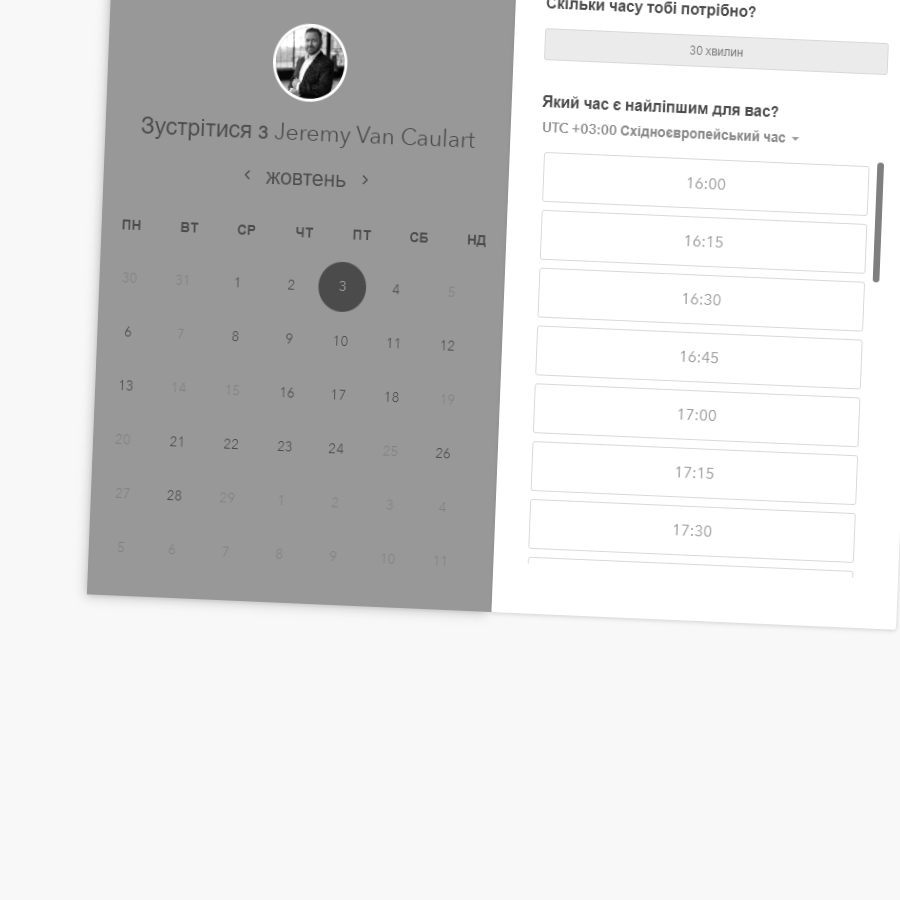 Зустрітися з Jeremy Van Caulart
жовтень
ПН ВТ СР ЧТ ПТ СБ НД
30 31 1 2 3 4 5
6 7 8 9 10 11 12
13 14 15 16 17 18 19
20 21 22 23 24 25 26
27 28 29 1 2 3 4
5 6 7 8 9 10 11
Скільки часу тобі потрібно?
30 хвилин
Який час є найліпшим для вас?
UTC +03:00 Східноєвропейський час
16:00
16:15
16:30
16:45
17:00
17:15
17:30